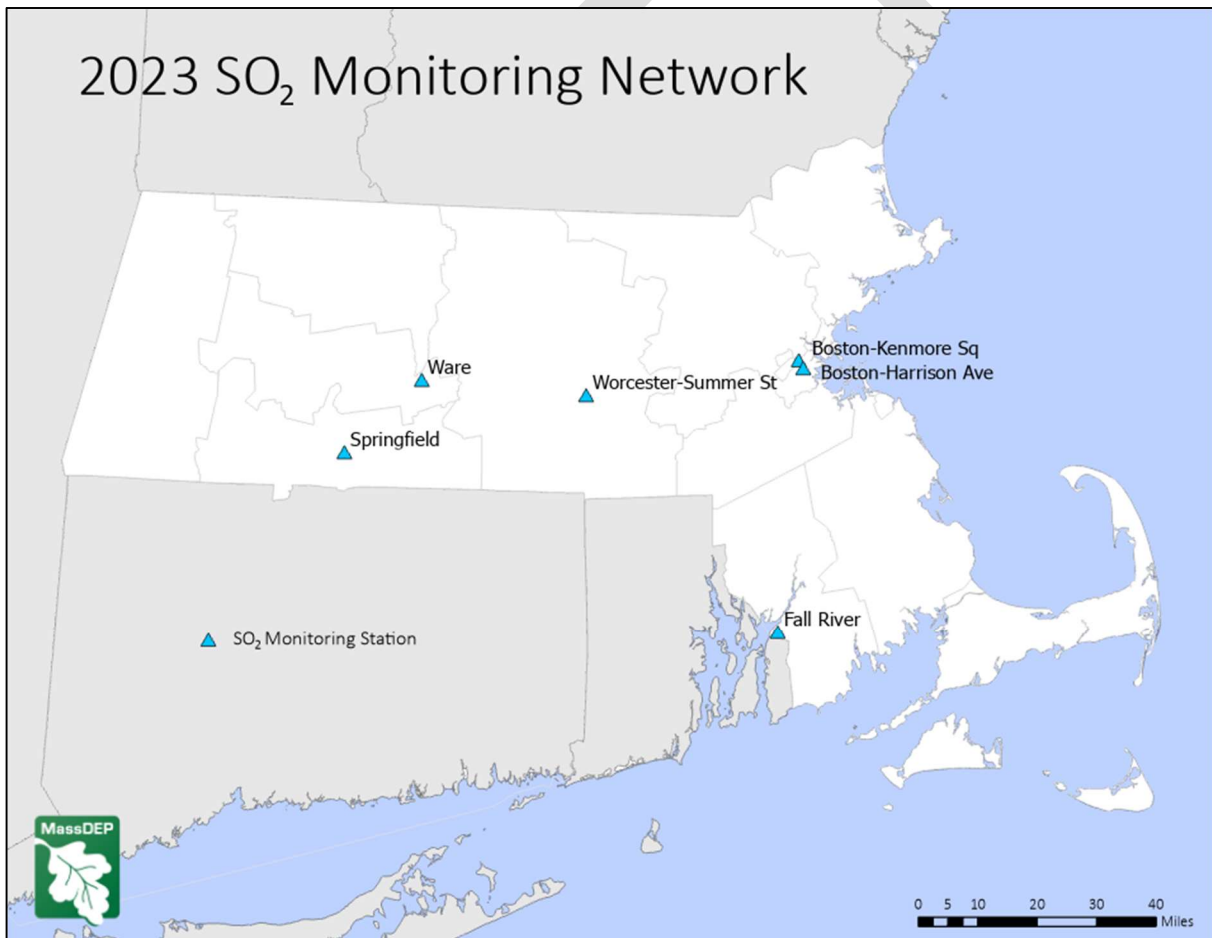 2023 SO₂ Monitoring Network
Boston-Kenmore Sq
Ware
Boston-Harrison Ave
Worcester-Summer St
Springfield
Fall River
SO₂ Monitoring Station
MassDEP
0 5 10 20 30 40
Miles